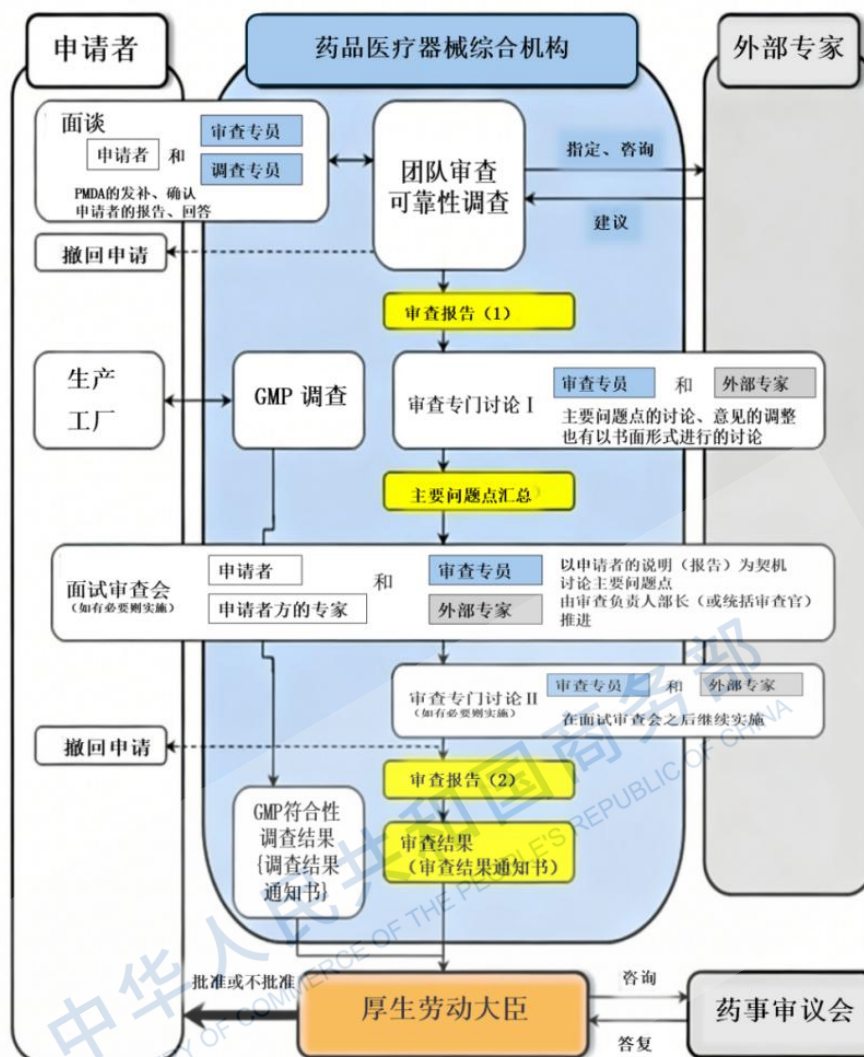 申请者
药品医疗器械综合机构
外部专家
面谈
申请者 和 审查专员
调查专员
PMDA的发补、确认
申请者的报告、回答
团队审查
可靠性调查
指定、咨询
建议
撤回申请
审查报告（1）
生产
工厂
GMP 调查
审查专门讨论Ⅰ
审查专员 和 外部专家
主要问题点的讨论、意见的调整
也有以书面形式进行的讨论
主要问题点汇总
面试审查会
（如有必要则实施）
申请者
申请者方的专家
和
审查专员
外部专家
以申请者的说明（报告）为契机
讨论主要问题点
由审查负责人部长（或统括审查官）
推进
审查专门讨论Ⅱ
（如有必要则实施）
审查专员 和 外部专家
在面试审查会之后继续实施
撤回申请
审查报告（2）
GMP符合性
调查结果
{调查结果
通知书}
审查结果
（审查结果通知书）
批准或不批准
厚生劳动大臣
咨询
答复
药事审议会
中华人民共和国商务部
MINISTRY OF COMMERCE OF THE PEOPLE'S REPUBLIC OF CHINA